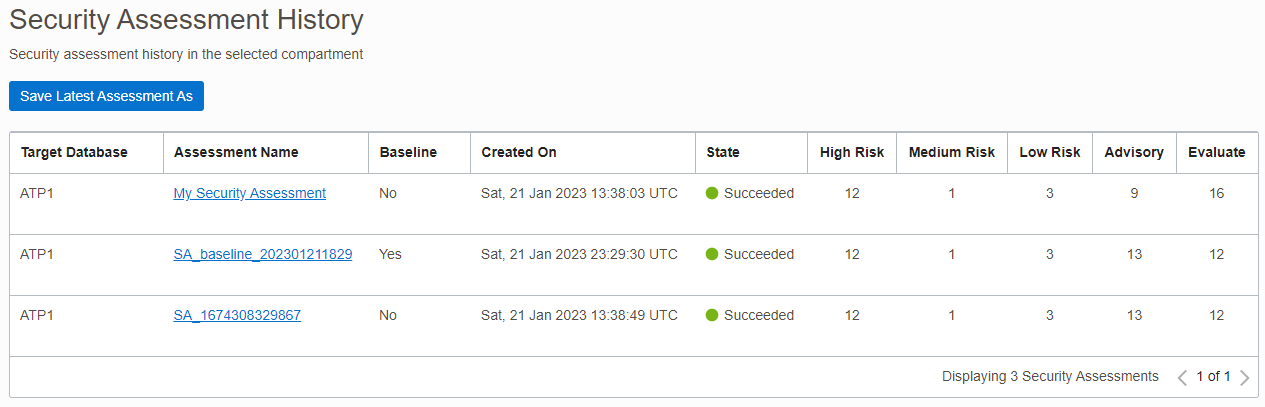 Security Assessment History
Security assessment history in the selected compartment
Save Latest Assessment As
Target Database Assessment Name Baseline Created On State High Risk Medium Risk Low Risk Advisory Evaluate
ATP1 My Security Assessment No Sat, 21 Jan 2023 13:38:03 UTC Succeeded 12 1 3 9 16
ATP1 SA_baseline_202301211829 Yes Sat, 21 Jan 2023 23:29:30 UTC Succeeded 12 1 3 13 12
ATP1 SA_1674308329867 No Sat, 21 Jan 2023 13:38:49 UTC Succeeded 12 1 3 13 12
Displaying 3 Security Assessments 1 of 1